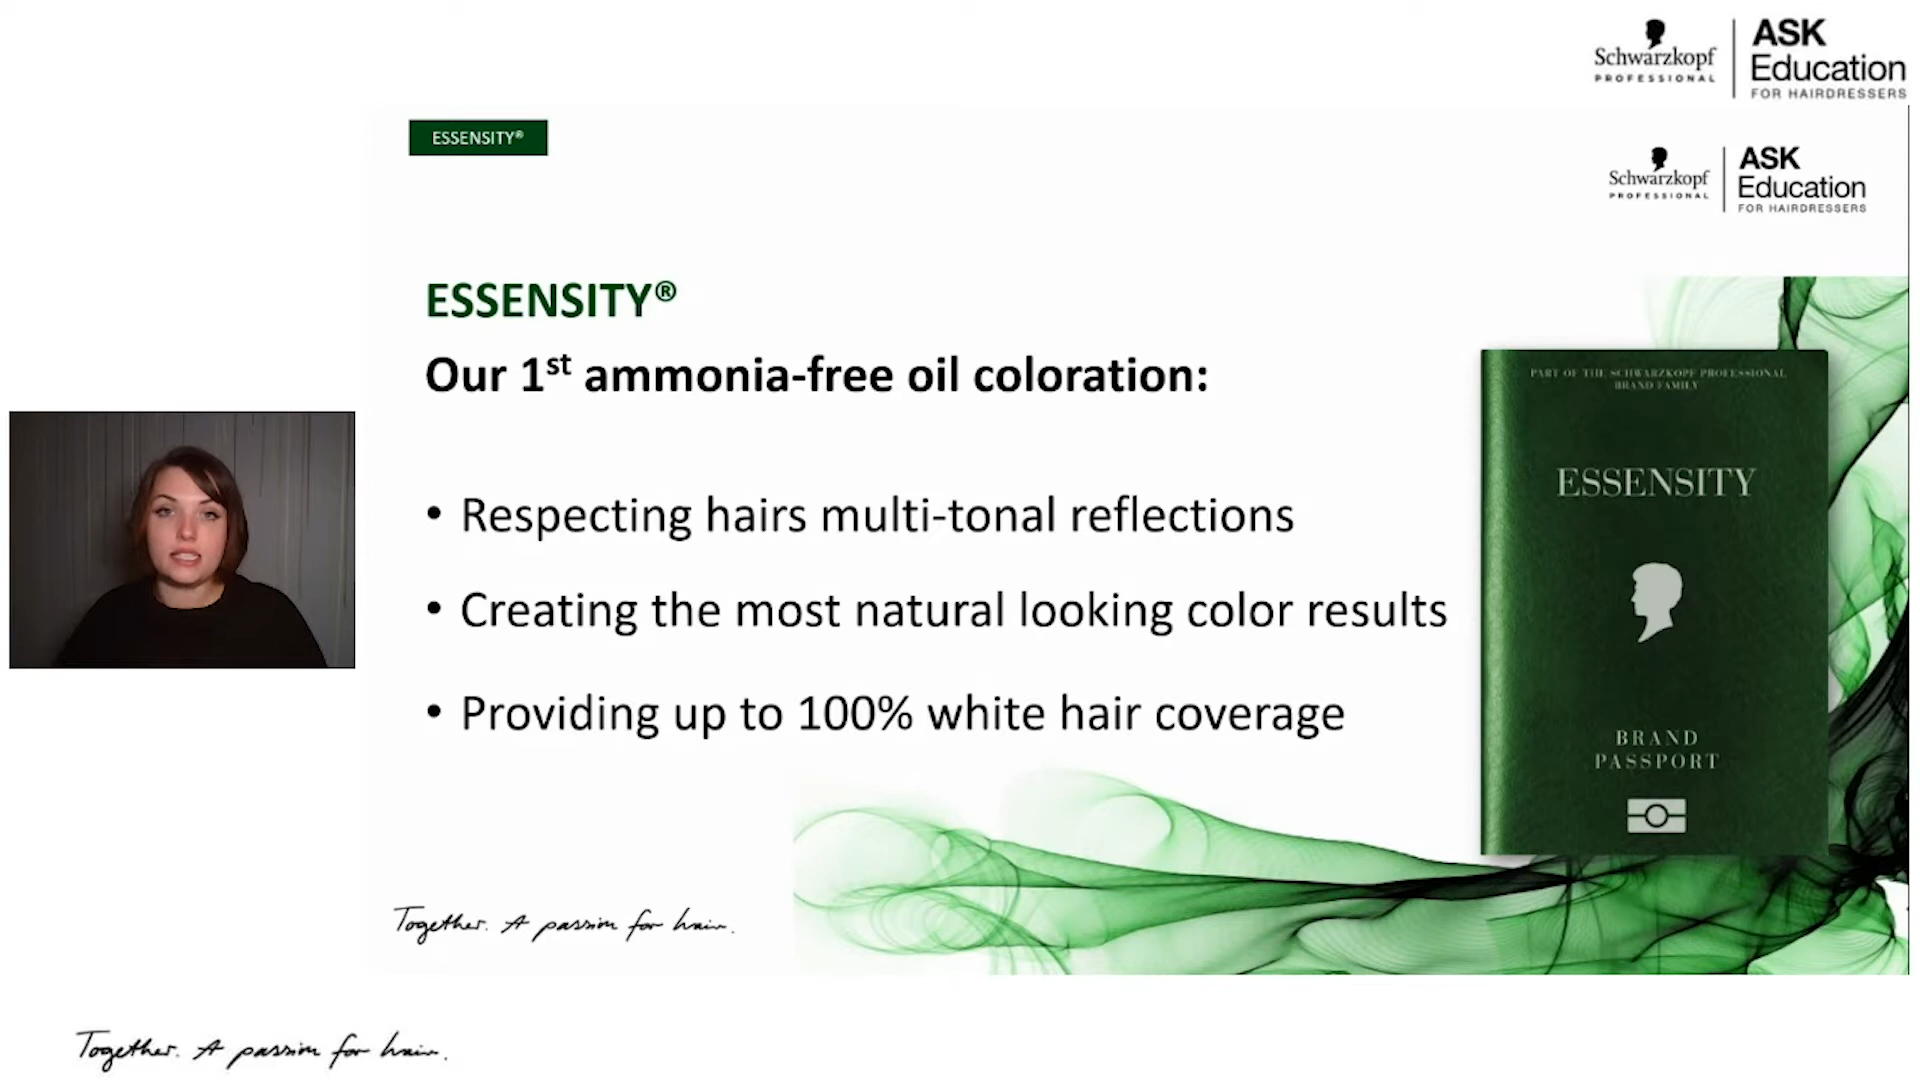 Schwarzkopf
PROFESSIONAL
ASK
Education
FOR HAIRDRESSERS
ESSENSITY®
Schwarzkopf
PROFESSIONAL
ASK
Education
FOR HAIRDRESSERS
ESSENSITY®
Our 1st ammonia-free oil coloration:
• Respecting hairs multi-tonal reflections
• Creating the most natural looking color results
• Providing up to 100% white hair coverage
PART OF THE SCHWARZKOPF PROFESSIONAL
BRAND FAMILY
ESSENSITY
BRAND
PASSPORT
Together. A passion for hair.
Together. A passion for hair.